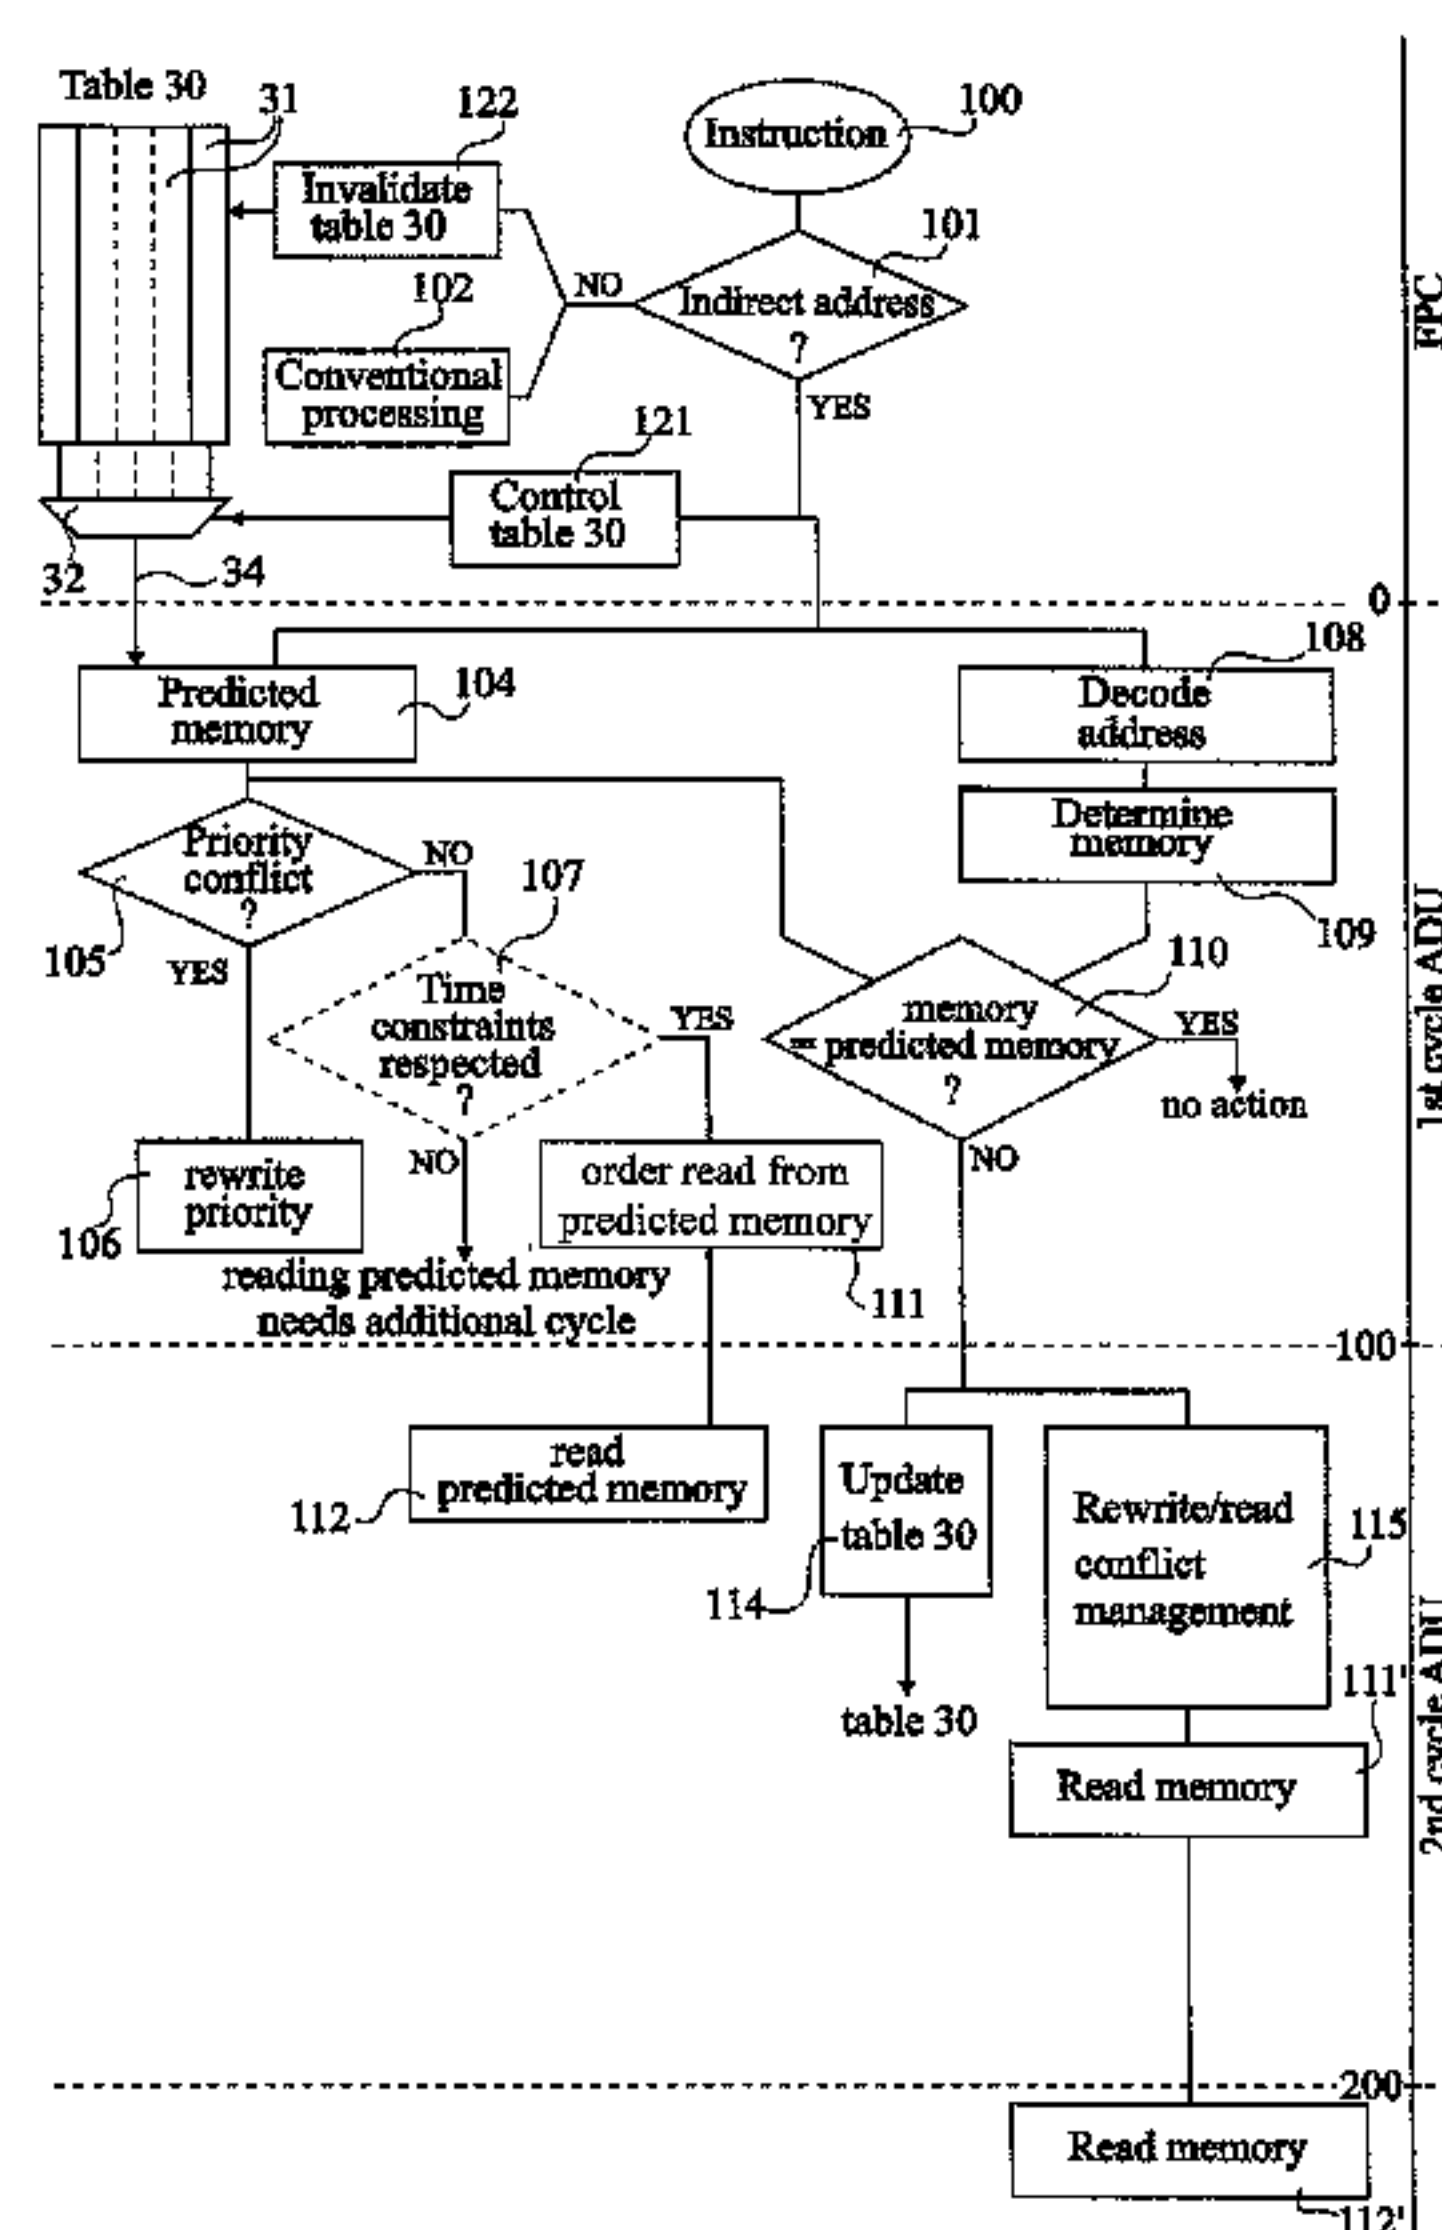 Table 30
31
122
100
Instruction
Invalidate
table 30
101
102
NO
Indirect address
?
Conventional
processing
YES
121
Control
table 30
32
34
0
FPC
108
Predicted
memory
104
Decode
address
Determine
memory
109
Priority
conflict
?
NO
107
105
YES
110
Time
constraints
respected
?
YES
memory
= predicted memory
?
YES
no action
1st cycle ADU
NO
NO
rewrite
priority
106
order read from
predicted memory
reading predicted memory
needs additional cycle
111
100
read
predicted memory
112
Update
table 30
114
Rewrite/read
conflict
management
115
table 30
111'
Read memory
2nd cycle ADU
200
Read memory
112'